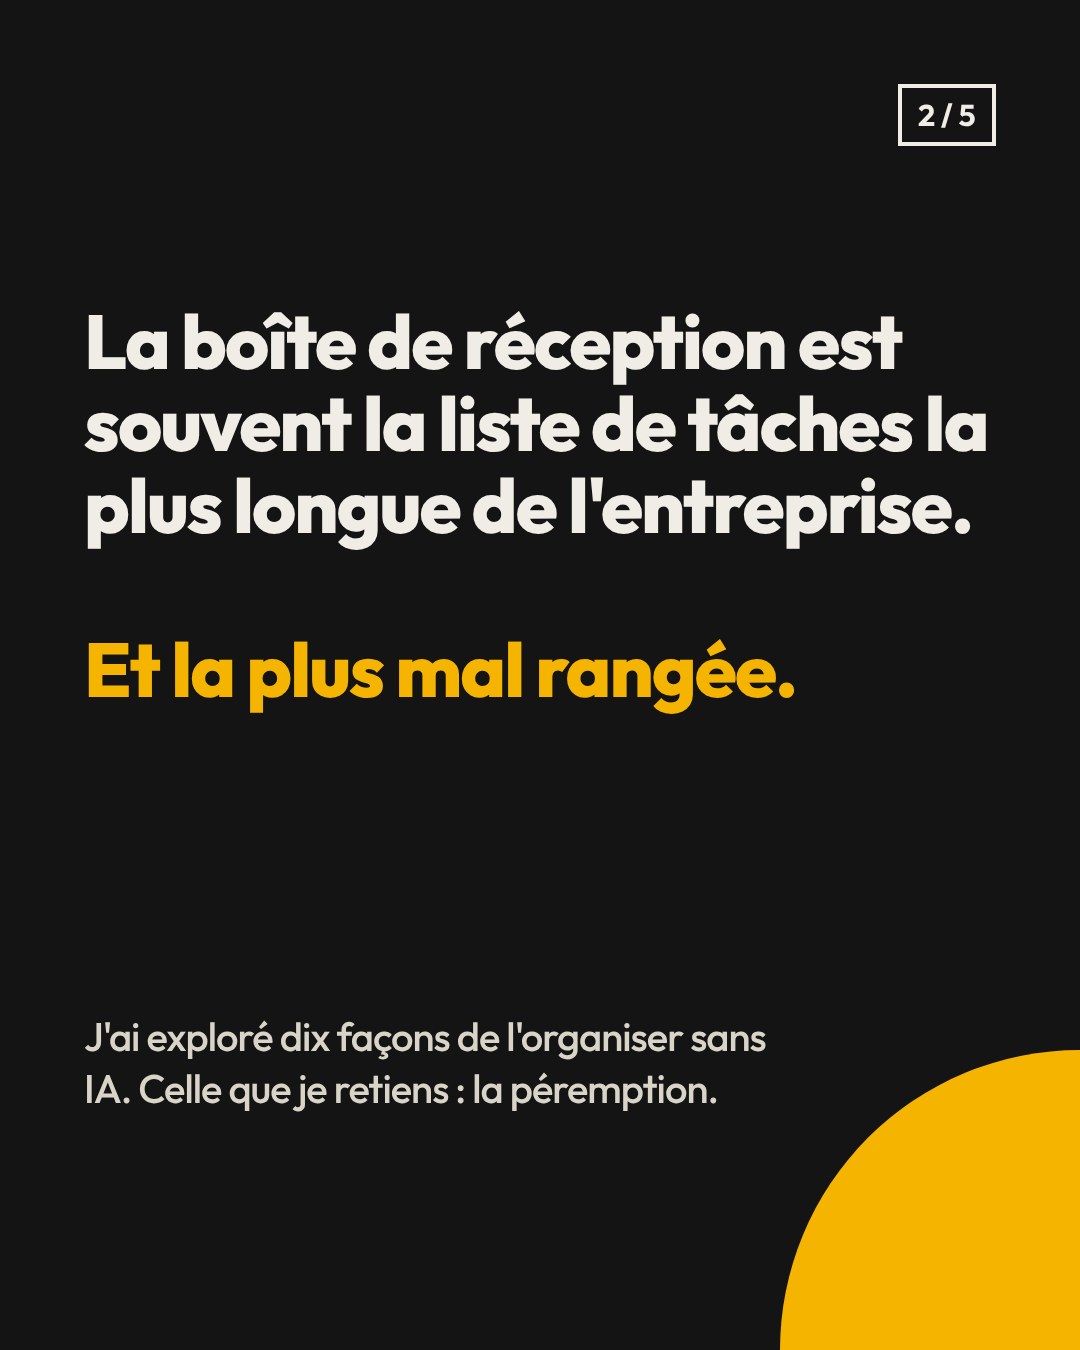 2 / 5
La boîte de réception est
souvent la liste de tâches la
plus longue de l'entreprise.
Et la plus mal rangée.
J'ai exploré dix façons de l'organiser sans
IA. Celle que je retiens : la péremption.